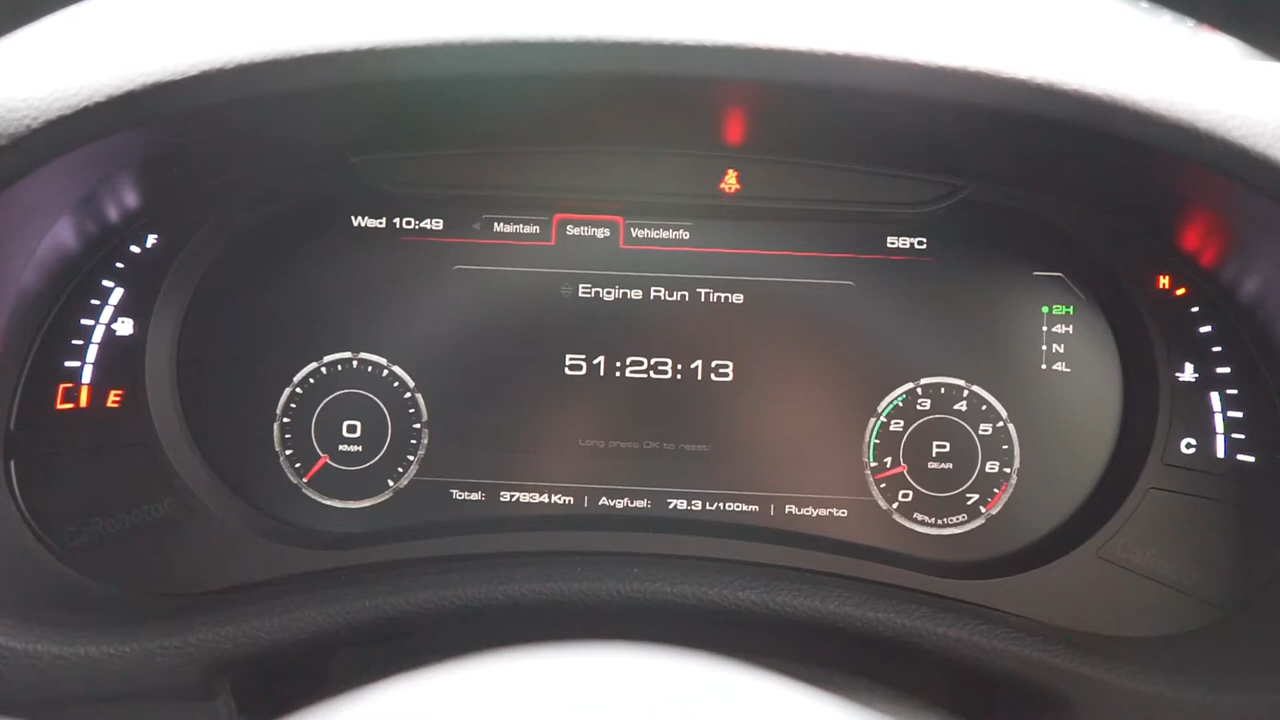 Wed 10:49
Maintain
Settings
VehicleInfo
58°C
F
Engine Run Time
H
2H
4H
N
4L
51:23:13
E
0
KM/H
Long press OK to reset!
C
0
1
2
3
4
5
6
7
P
GEAR
RPM x1000
Total: 37934Km | Avgfuel: 79.3 L/100km | Rudyarto